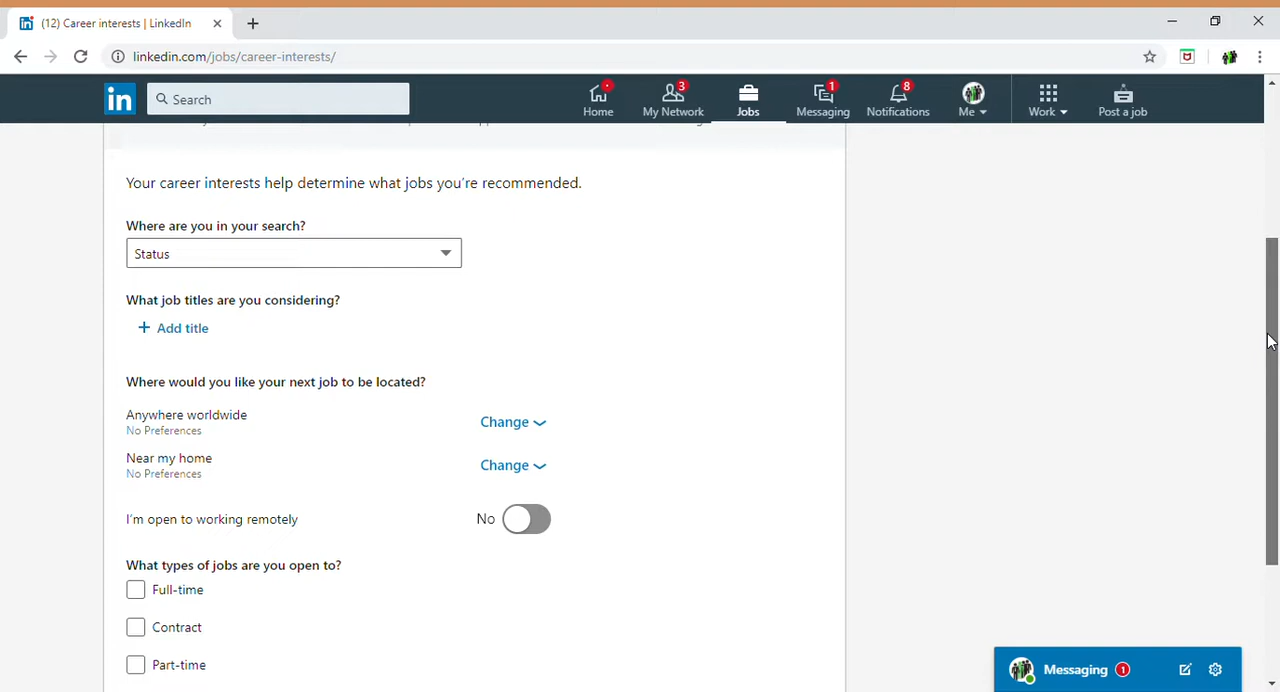 (12) Career interests | LinkedIn
linkedin.com/jobs/career-interests/
in
Search
Home
3
My Network
Jobs
1
Messaging
8
Notifications
Me
Work
Post a job
Your career interests help determine what jobs you're recommended.
Where are you in your search?
Status
What job titles are you considering?
+ Add title
Where would you like your next job to be located?
Anywhere worldwide
No Preferences
Change
Near my home
No Preferences
Change
I'm open to working remotely
No
What types of jobs are you open to?
Full-time
Contract
Part-time
Messaging 1